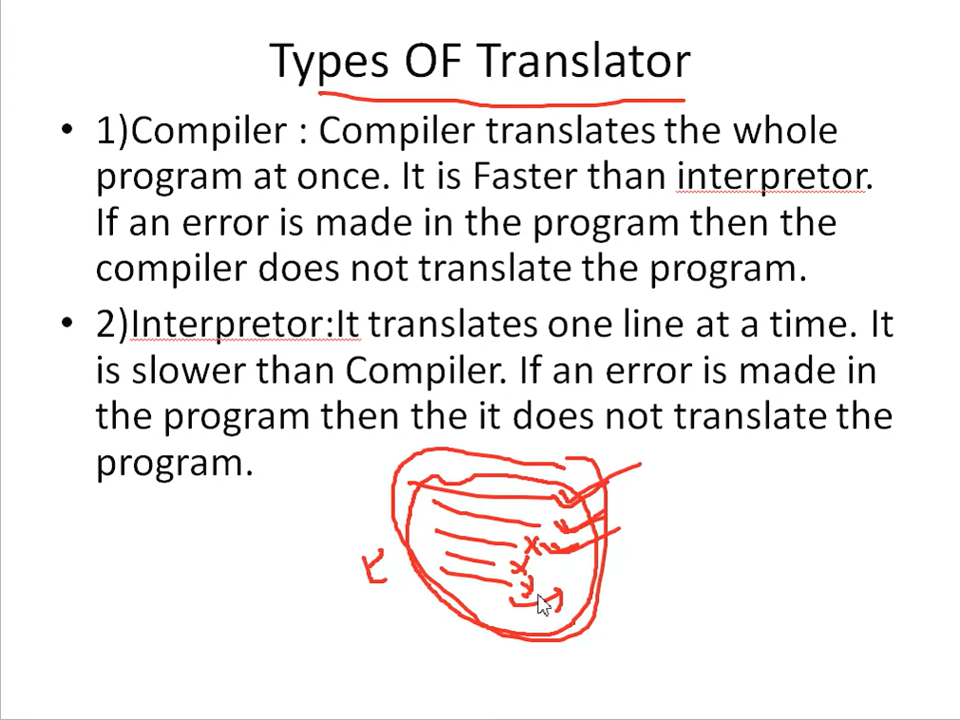 Types OF Translator
• 1)Compiler : Compiler translates the whole
program at once. It is Faster than interpretor.
If an error is made in the program then the
compiler does not translate the program.
• 2)Interpretor:It translates one line at a time. It
is slower than Compiler. If an error is made in
the program then the it does not translate the
program.